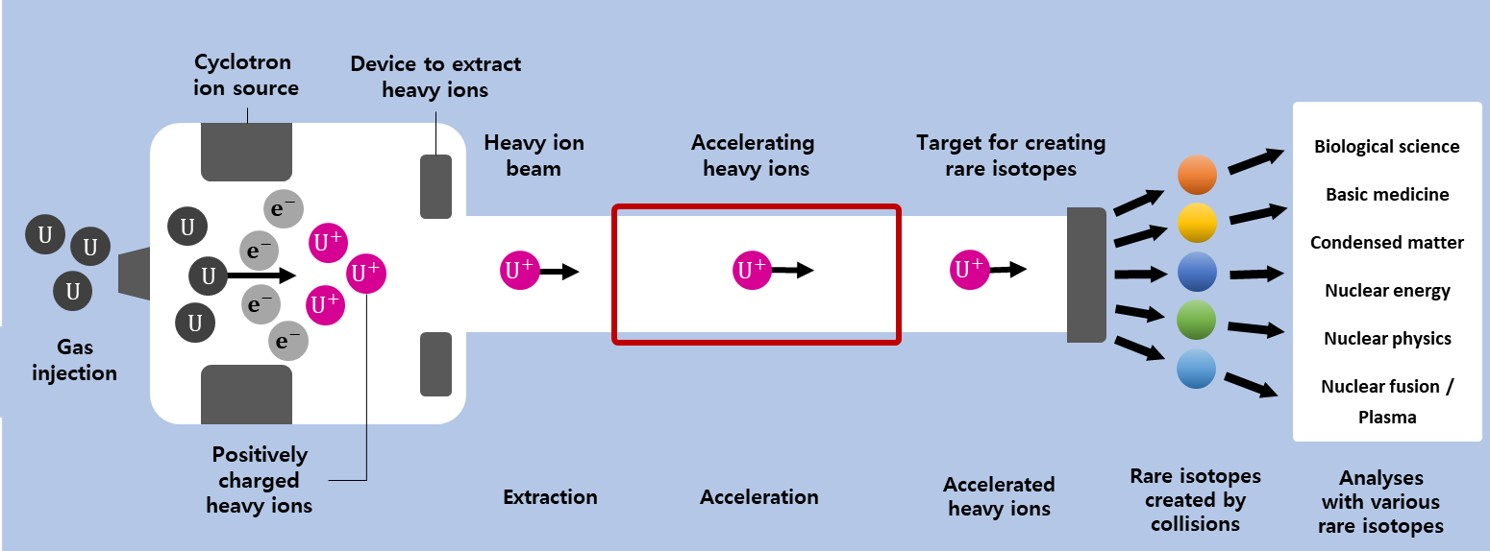 Cyclotron
ion source
Device to extract
heavy ions
Heavy ion
beam
Accelerating
heavy ions
Target for creating
rare isotopes
U
U
U
U
U
U
e⁻
e⁻
e⁻
e⁻
U⁺
U⁺
U⁺
U⁺
U⁺
U⁺
Gas
injection
Positively
charged
heavy ions
Extraction
Acceleration
Accelerated
heavy ions
Rare isotopes
created by
collisions
Biological science
Basic medicine
Condensed matter
Nuclear energy
Nuclear physics
Nuclear fusion /
Plasma
Analyses
with various
rare isotopes